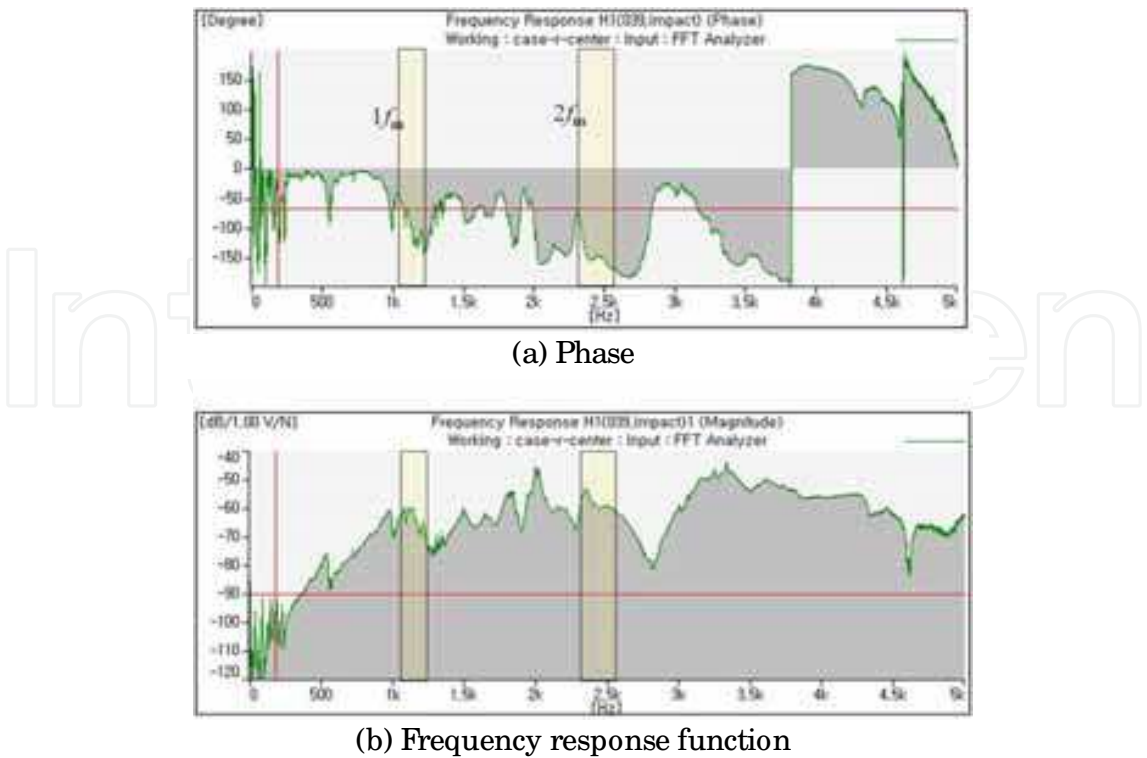 [Degree]
Frequency Response H1(039,impact) (Phase)
Working : case-r-center : Input : FFT Analyzer
150
100
50
0
-50
-100
-150
1fm
2fm
0 500 1k 1.5k 2k 2.5k 3k 3.5k 4k 4.5k 5k
[Hz]
(a) Phase
[dB/1.00 V/N]
Frequency Response H1(039,impact)1 (Magnitude)
Working : case-r-center : Input : FFT Analyzer
-40
-50
-60
-70
-80
-90
-100
-110
-120
0 500 1k 1.5k 2k 2.5k 3k 3.5k 4k 4.5k 5k
[Hz]
(b) Frequency response function